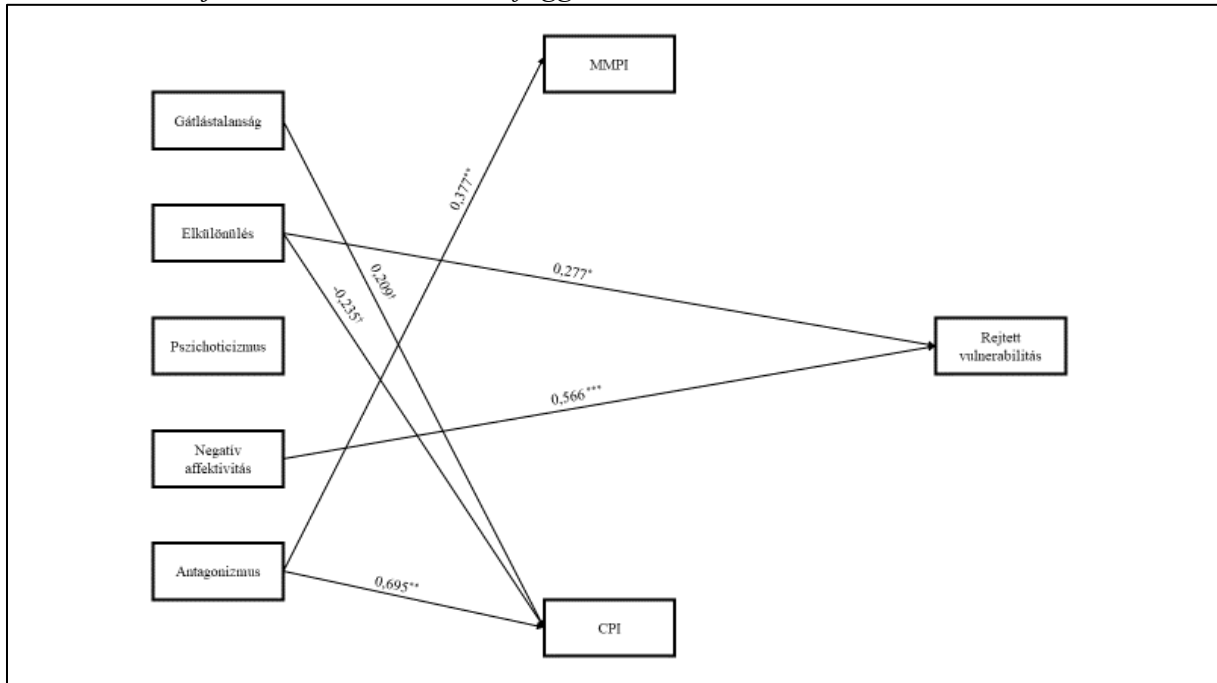 MMPI
Gátlástalanság
0,377**
Elkülönülés
0,277*
0,209†
-0,235†
Pszichoticizmus
Rejtett
vulnerabilitás
0,566***
Negatív
affektivitás
Antagonizmus
0,695**
CPI